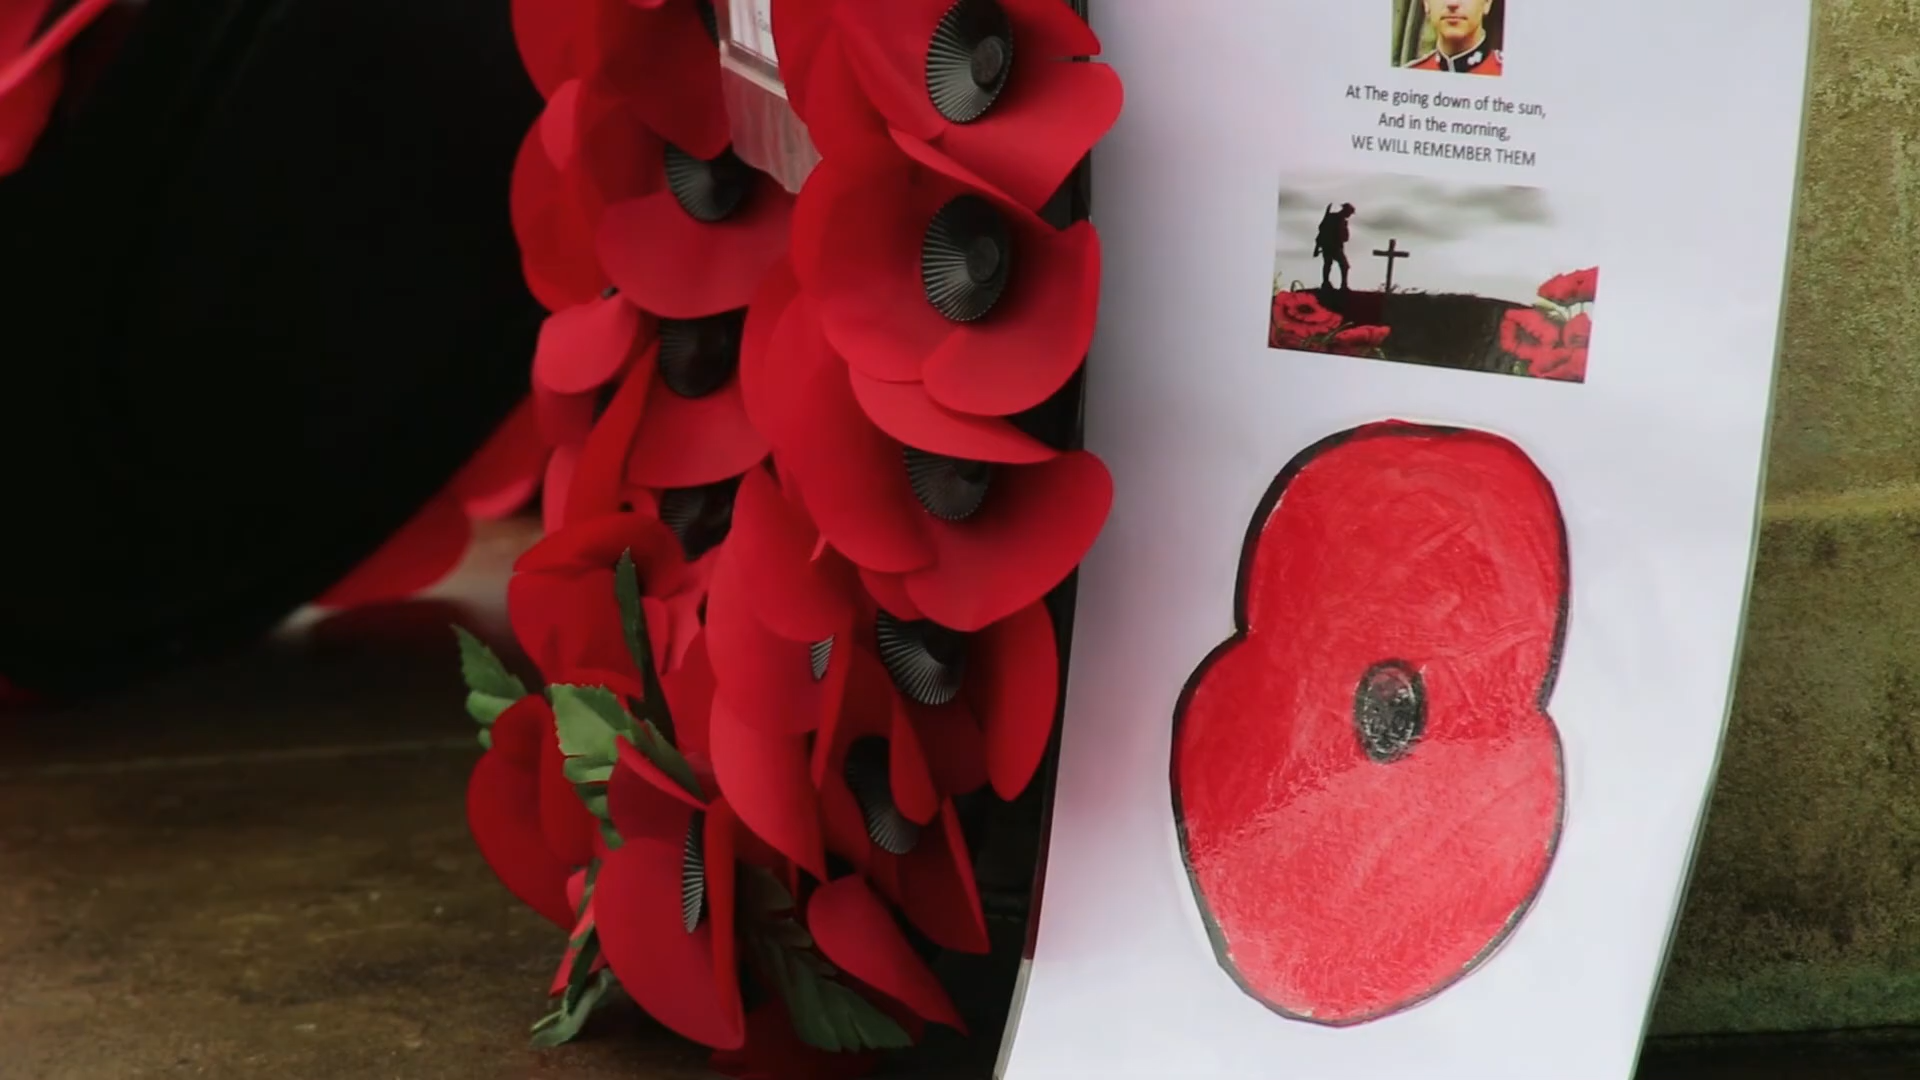 At The going down of the sun,
And in the morning,
WE WILL REMEMBER THEM